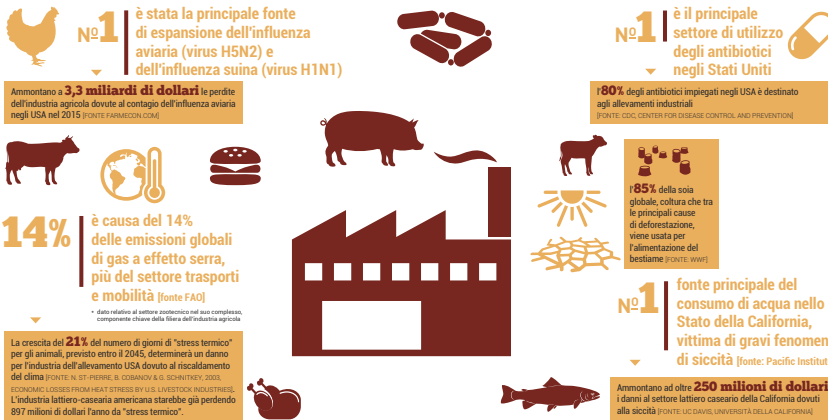 Nº1
è stata la principale fonte
di espansione dell'influenza
aviaria (virus H5N2) e
dell'influenza suina (virus H1N1)
Ammontano a 3,3 miliardi di dollari le perdite
dell'industria agricola dovute al contagio dell'influenza aviaria
negli USA nel 2015 [FONTE FARMECON.COM]
Nº1
è il principale
settore di utilizzo
degli antibiotici
negli Stati Uniti
l'80% degli antibiotici impiegati negli USA è destinato
agli allevamenti industriali
[FONTE: CDC, CENTER FOR DISEASE CONTROL AND PREVENTION]
14%
è causa del 14%
delle emissioni globali
di gas a effetto serra,
più del settore trasporti
e mobilità [fonte FAO]
* dato relativo al settore zootecnico nel suo complesso,
componente chiave della filiera dell'industria agricola
La crescita del 21% del numero di giorni di "stress termico"
per gli animali, previsto entro il 2045, determinerà un danno
per l'industria dell'allevamento USA dovuto al riscaldamento
del clima [FONTE: N. ST-PIERRE, B. COBANOV & G. SCHNITKEY, 2003,
ECONOMIC LOSSES FROM HEAT STRESS BY U.S. LIVESTOCK INDUSTRIES].
L'industria lattiero-casearia americana starebbe già perdendo
897 milioni di dollari l'anno da "stress termico".
l'85% della soia
globale, coltura che tra
le principali cause
di deforestazione,
viene usata per
l'alimentazione del
bestiame [FONTE: WWF]
Nº1
fonte principale del
consumo di acqua nello
Stato della California,
vittima di gravi fenomen
di siccità [fonte: Pacific Institut
Ammontano ad oltre 250 milioni di dollari
i danni al settore lattiero caseario della California dovuti
alla siccità [FONTE: UC DAVIS, UNIVERSITÀ DELLA CALIFORNIA]